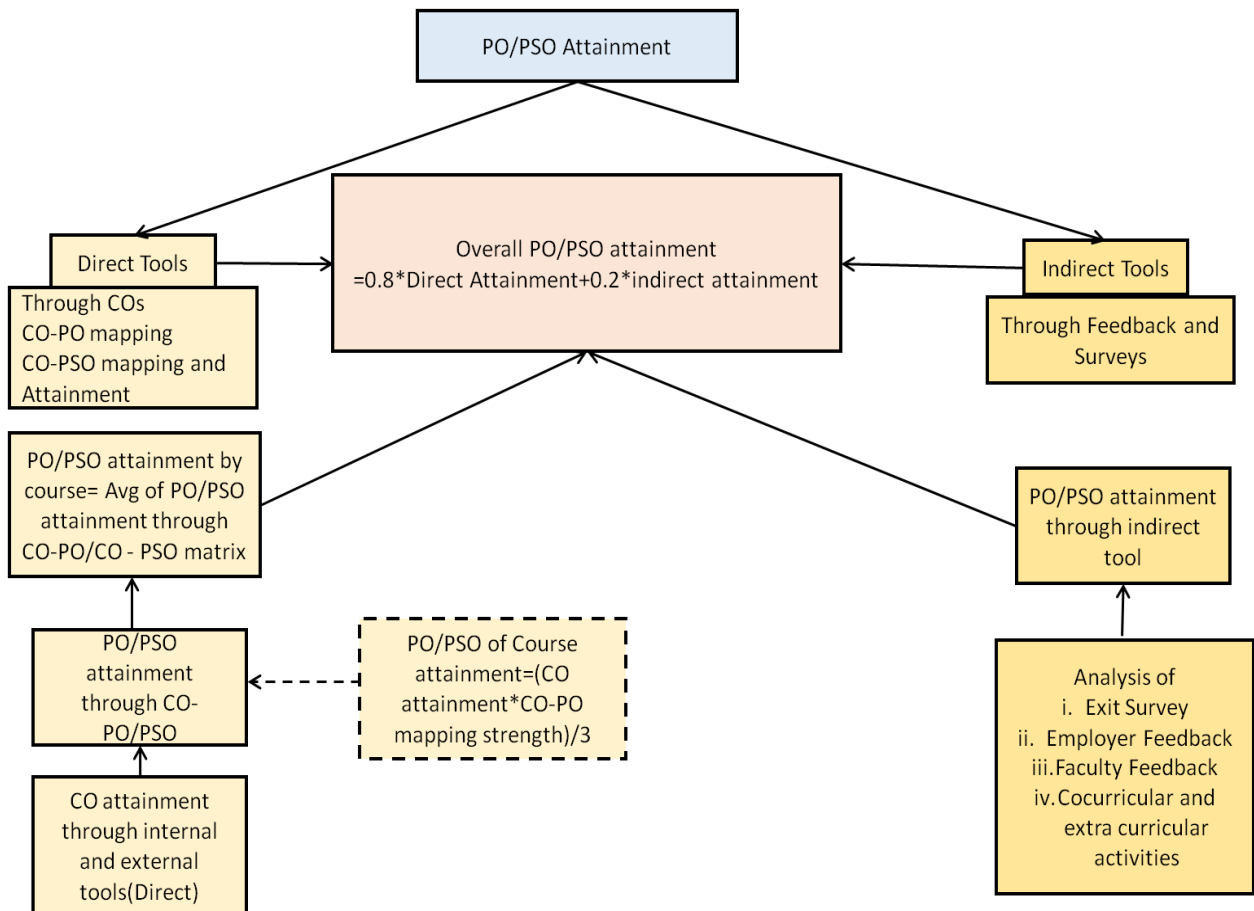 PO/PSO Attainment
Direct Tools
Through COs
CO-PO mapping
CO-PSO mapping and
Attainment
Overall PO/PSO attainment
=0.8*Direct Attainment+0.2*indirect attainment
Indirect Tools
Through Feedback and
Surveys
PO/PSO attainment by
course= Avg of PO/PSO
attainment through
CO-PO/CO - PSO matrix
PO/PSO attainment
through indirect
tool
PO/PSO
attainment
through CO-
PO/PSO
PO/PSO of Course
attainment=(CO
attainment*CO-PO
mapping strength)/3
Analysis of
i. Exit Survey
ii. Employer Feedback
iii.Faculty Feedback
iv.Cocurricular and
extra curricular
activities
CO attainment
through internal
and external
tools(Direct)